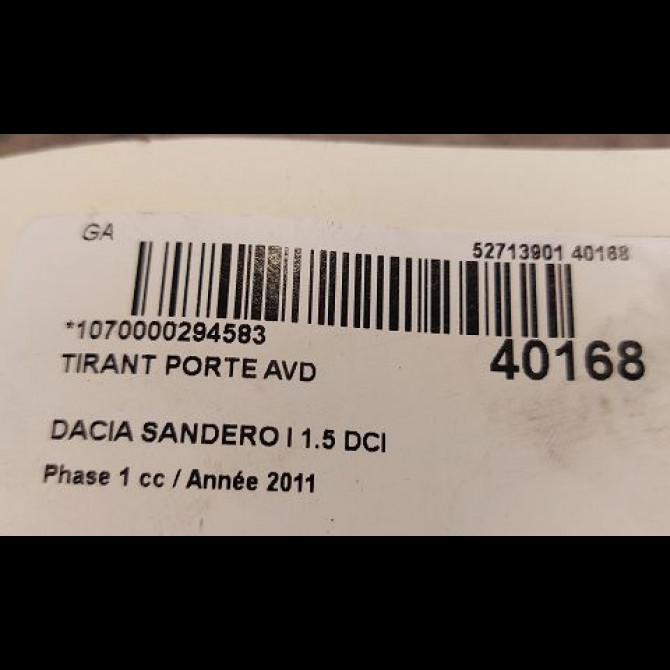 GA
52713901 40168
*1070000294583
40168
TIRANT PORTE AVD
DACIA SANDERO I 1.5 DCI
Phase 1 cc / Année 2011